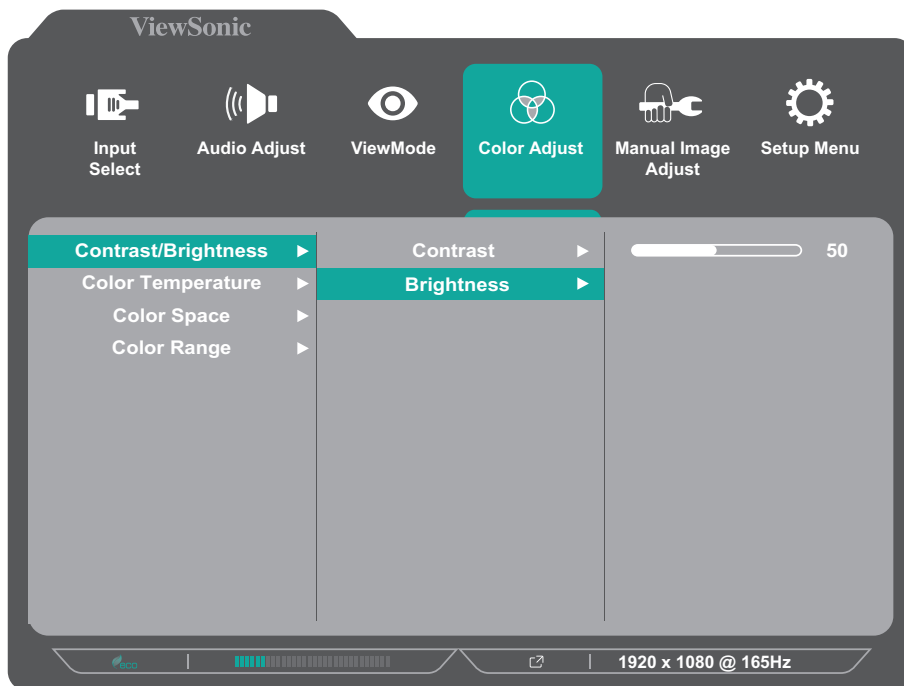 ViewSonic
Input Select
Audio Adjust
ViewMode
Color Adjust
Manual Image Adjust
Setup Menu
Contrast/Brightness
Contrast
50
Color Temperature
Brightness
Color Space
Color Range
eco
1920 x 1080 @ 165Hz